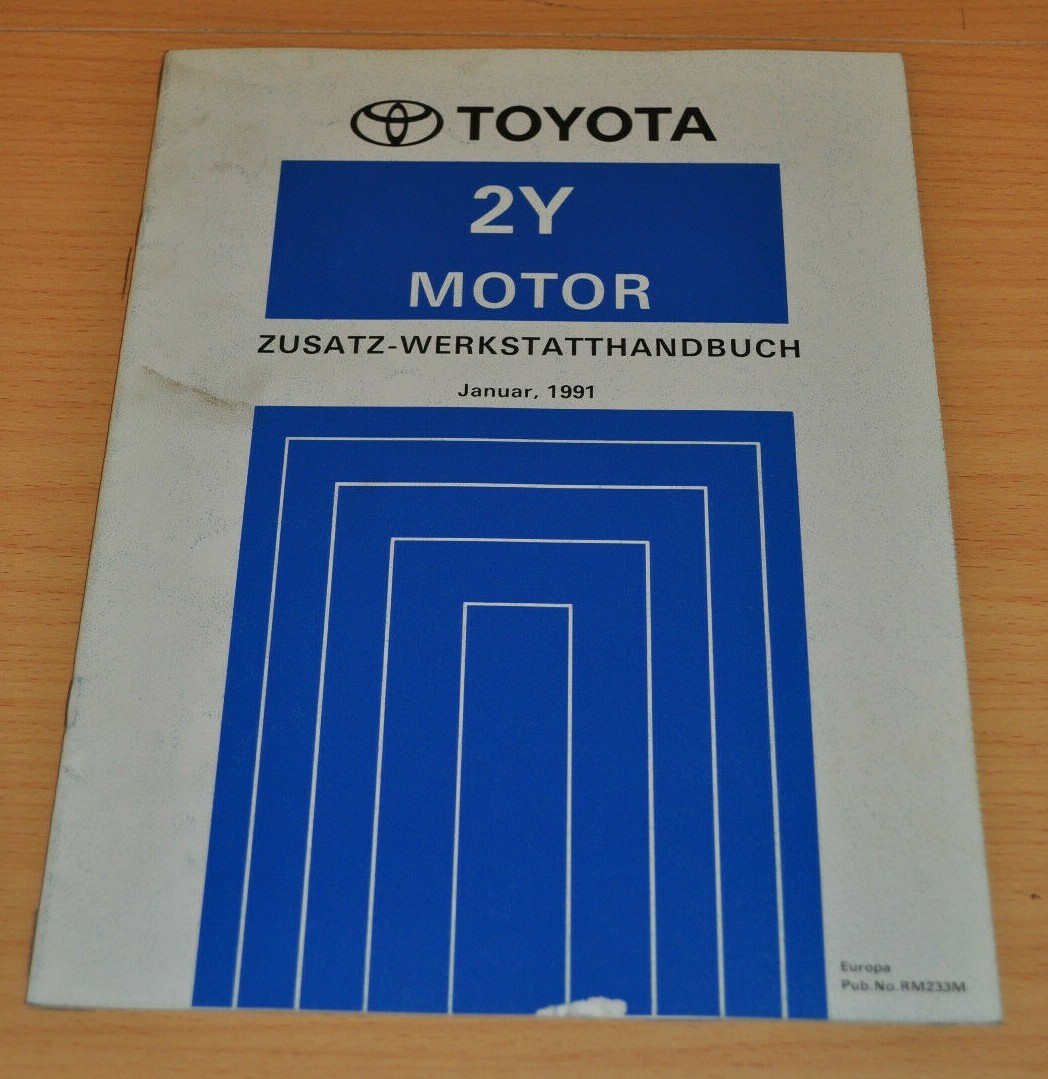 TOYOTA
2Y
MOTOR
ZUSATZ-WERKSTATTHANDBUCH
Januar, 1991
Europa
Pub. No. RM233M